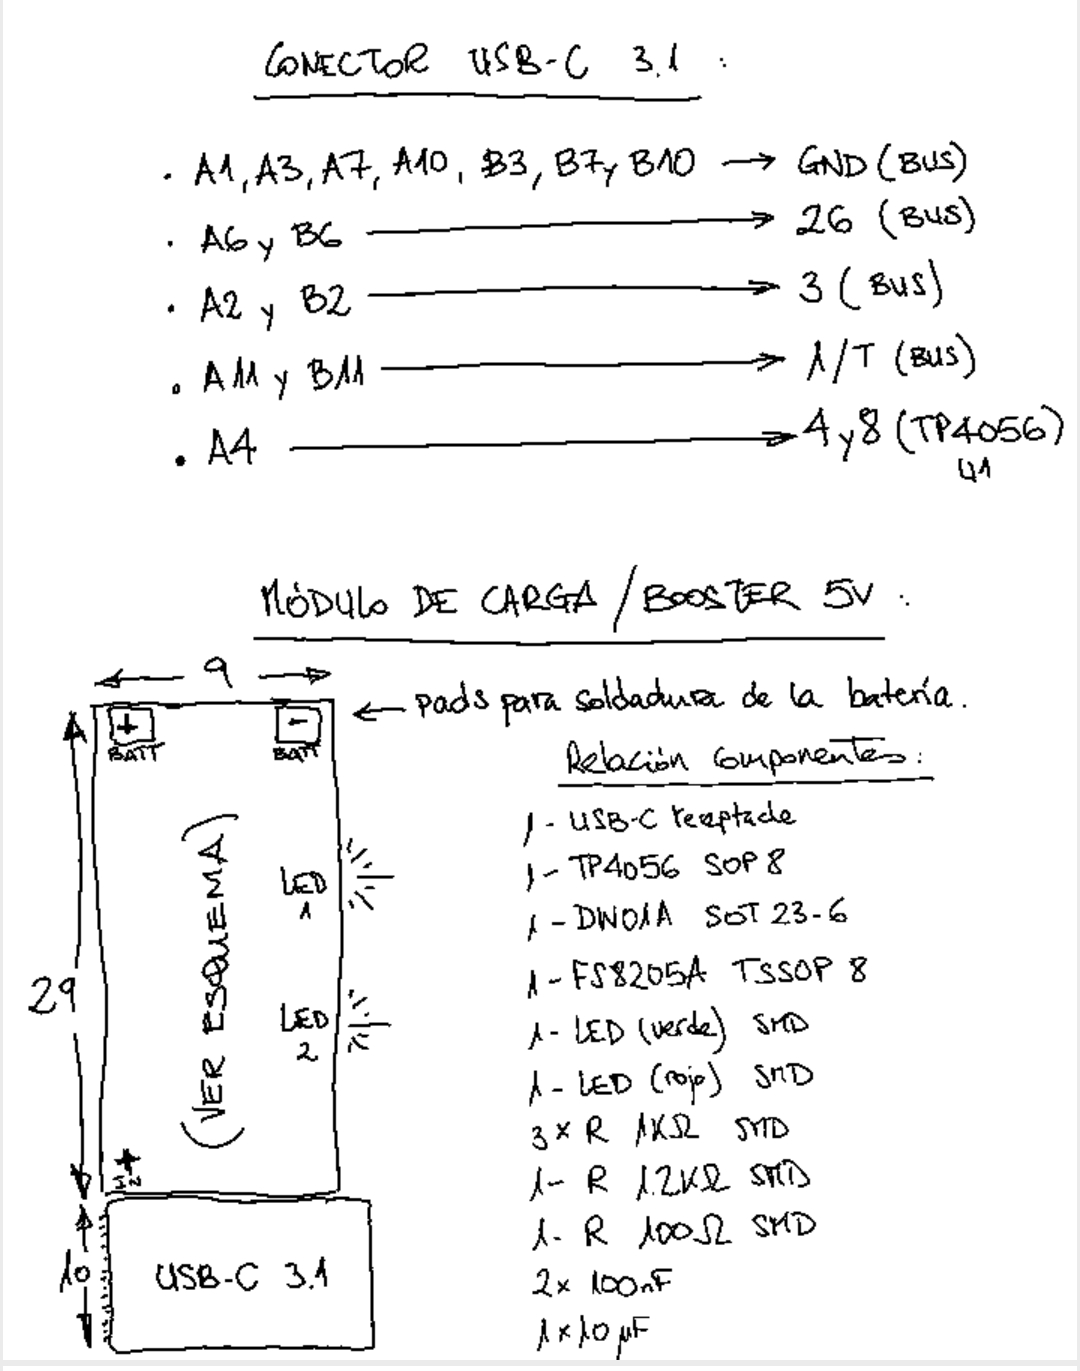 CONECTOR USB-C 3.1 :
· A1, A3, A7, A10, B3, B7 y B10 → GND (BUS)
· A6 y B6 → 26 (BUS)
· A2 y B2 → 3 (BUS)
· A11 y B11 → 1/T (BUS)
· A4 → 4 y 8 (TP4056)
U1
MÓDULO DE CARGA / BOOSTER 5V :
9
← pads para soldadura de la batería.
+ -
BATT BATT
Relación componentes :
1 - USB-C receptacle
1 - TP4056 SOP 8
1 - DW01A SOT 23-6
1 - FS8205A TSSOP 8
1 - LED (verde) SMD
1 - LED (rojo) SMD
3 x R 1KΩ SMD
1 - R 1.2KΩ SMD
1 - R 100Ω SMD
2 x 100nF
1 x 10 µF
LED
1
(VER ESQUEMA)
29
LED
2
+
IN
10
USB-C 3.1